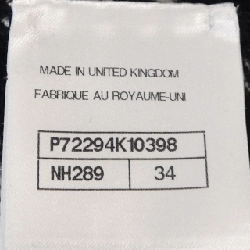 MADE IN UNITED KINGDOM
FABRIQUE AU ROYAUME-UNI
P72294K10398
NH289 34